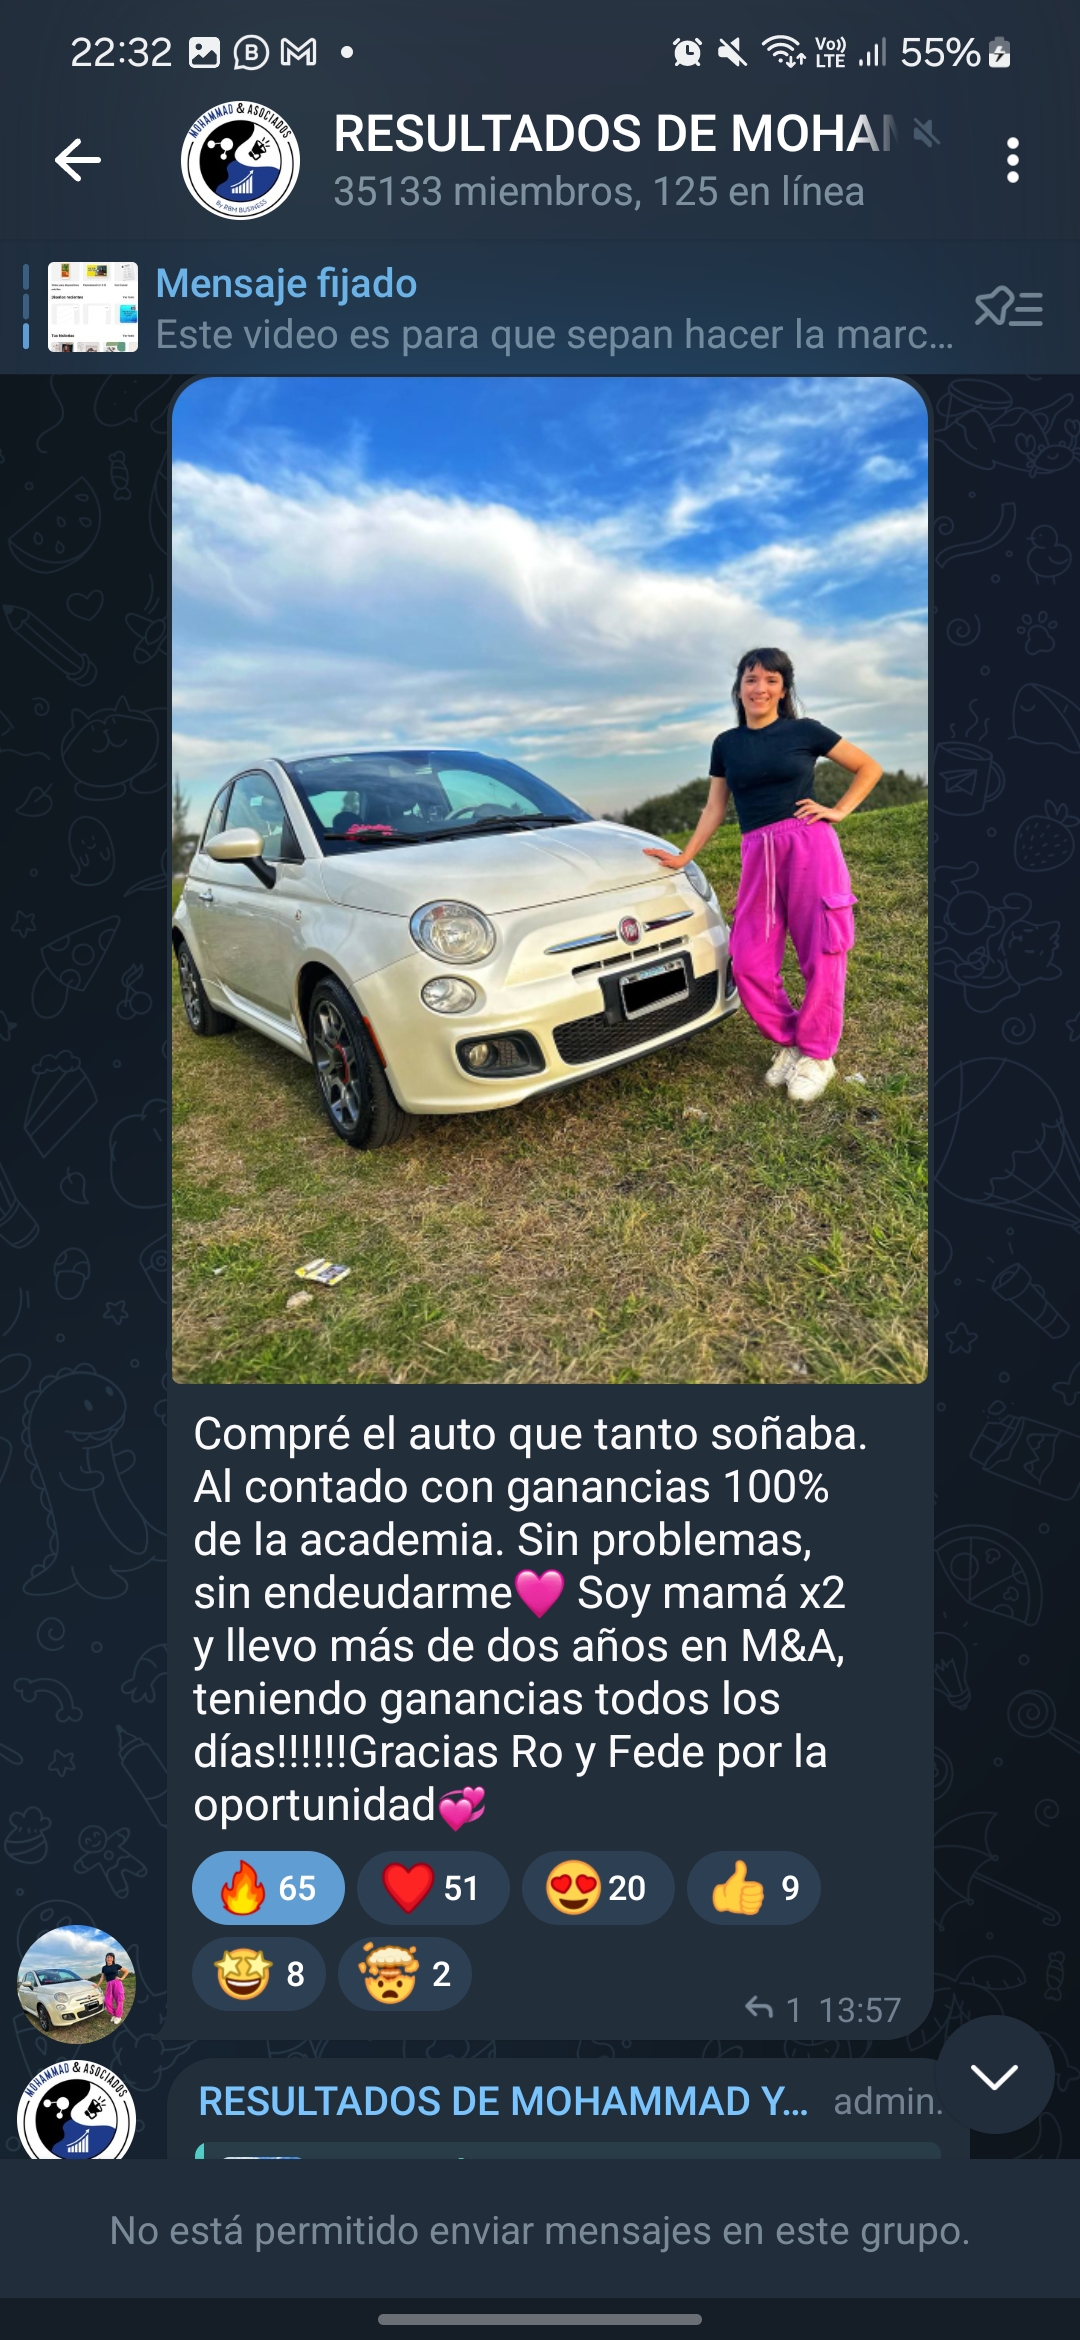 22:32
Vo))
LTE
55%
MOHAMMAD & ASOCIADOS
By RBM BUSINESS
RESULTADOS DE MOHAM
35133 miembros, 125 en línea
Mensaje fijado
Este video es para que sepan hacer la marc...
Compré el auto que tanto soñaba.
Al contado con ganancias 100%
de la academia. Sin problemas,
sin endeudarme🩷 Soy mamá x2
y llevo más de dos años en M&A,
teniendo ganancias todos los
días!!!!!!Gracias Ro y Fede por la
oportunidad💞
🔥 65 ❤️ 51 😍 20 👍 9
🤩 8 🤯 2
1 13:57
MOHAMMAD & ASOCIADOS
RESULTADOS DE MOHAMMAD Y... admin.
No está permitido enviar mensajes en este grupo.